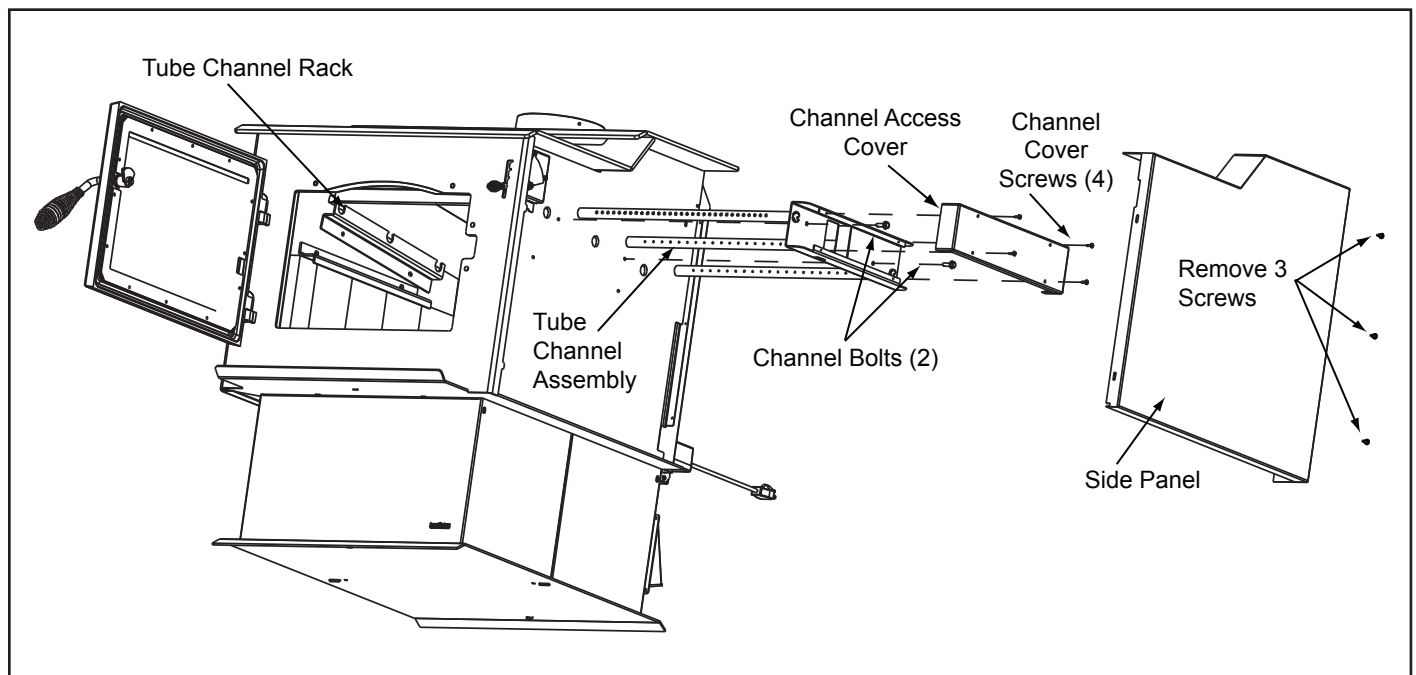 Tube Channel Rack
Channel Access
Cover
Channel
Cover
Screws (4)
Remove 3
Screws
Tube
Channel
Assembly
Channel Bolts (2)
Side Panel